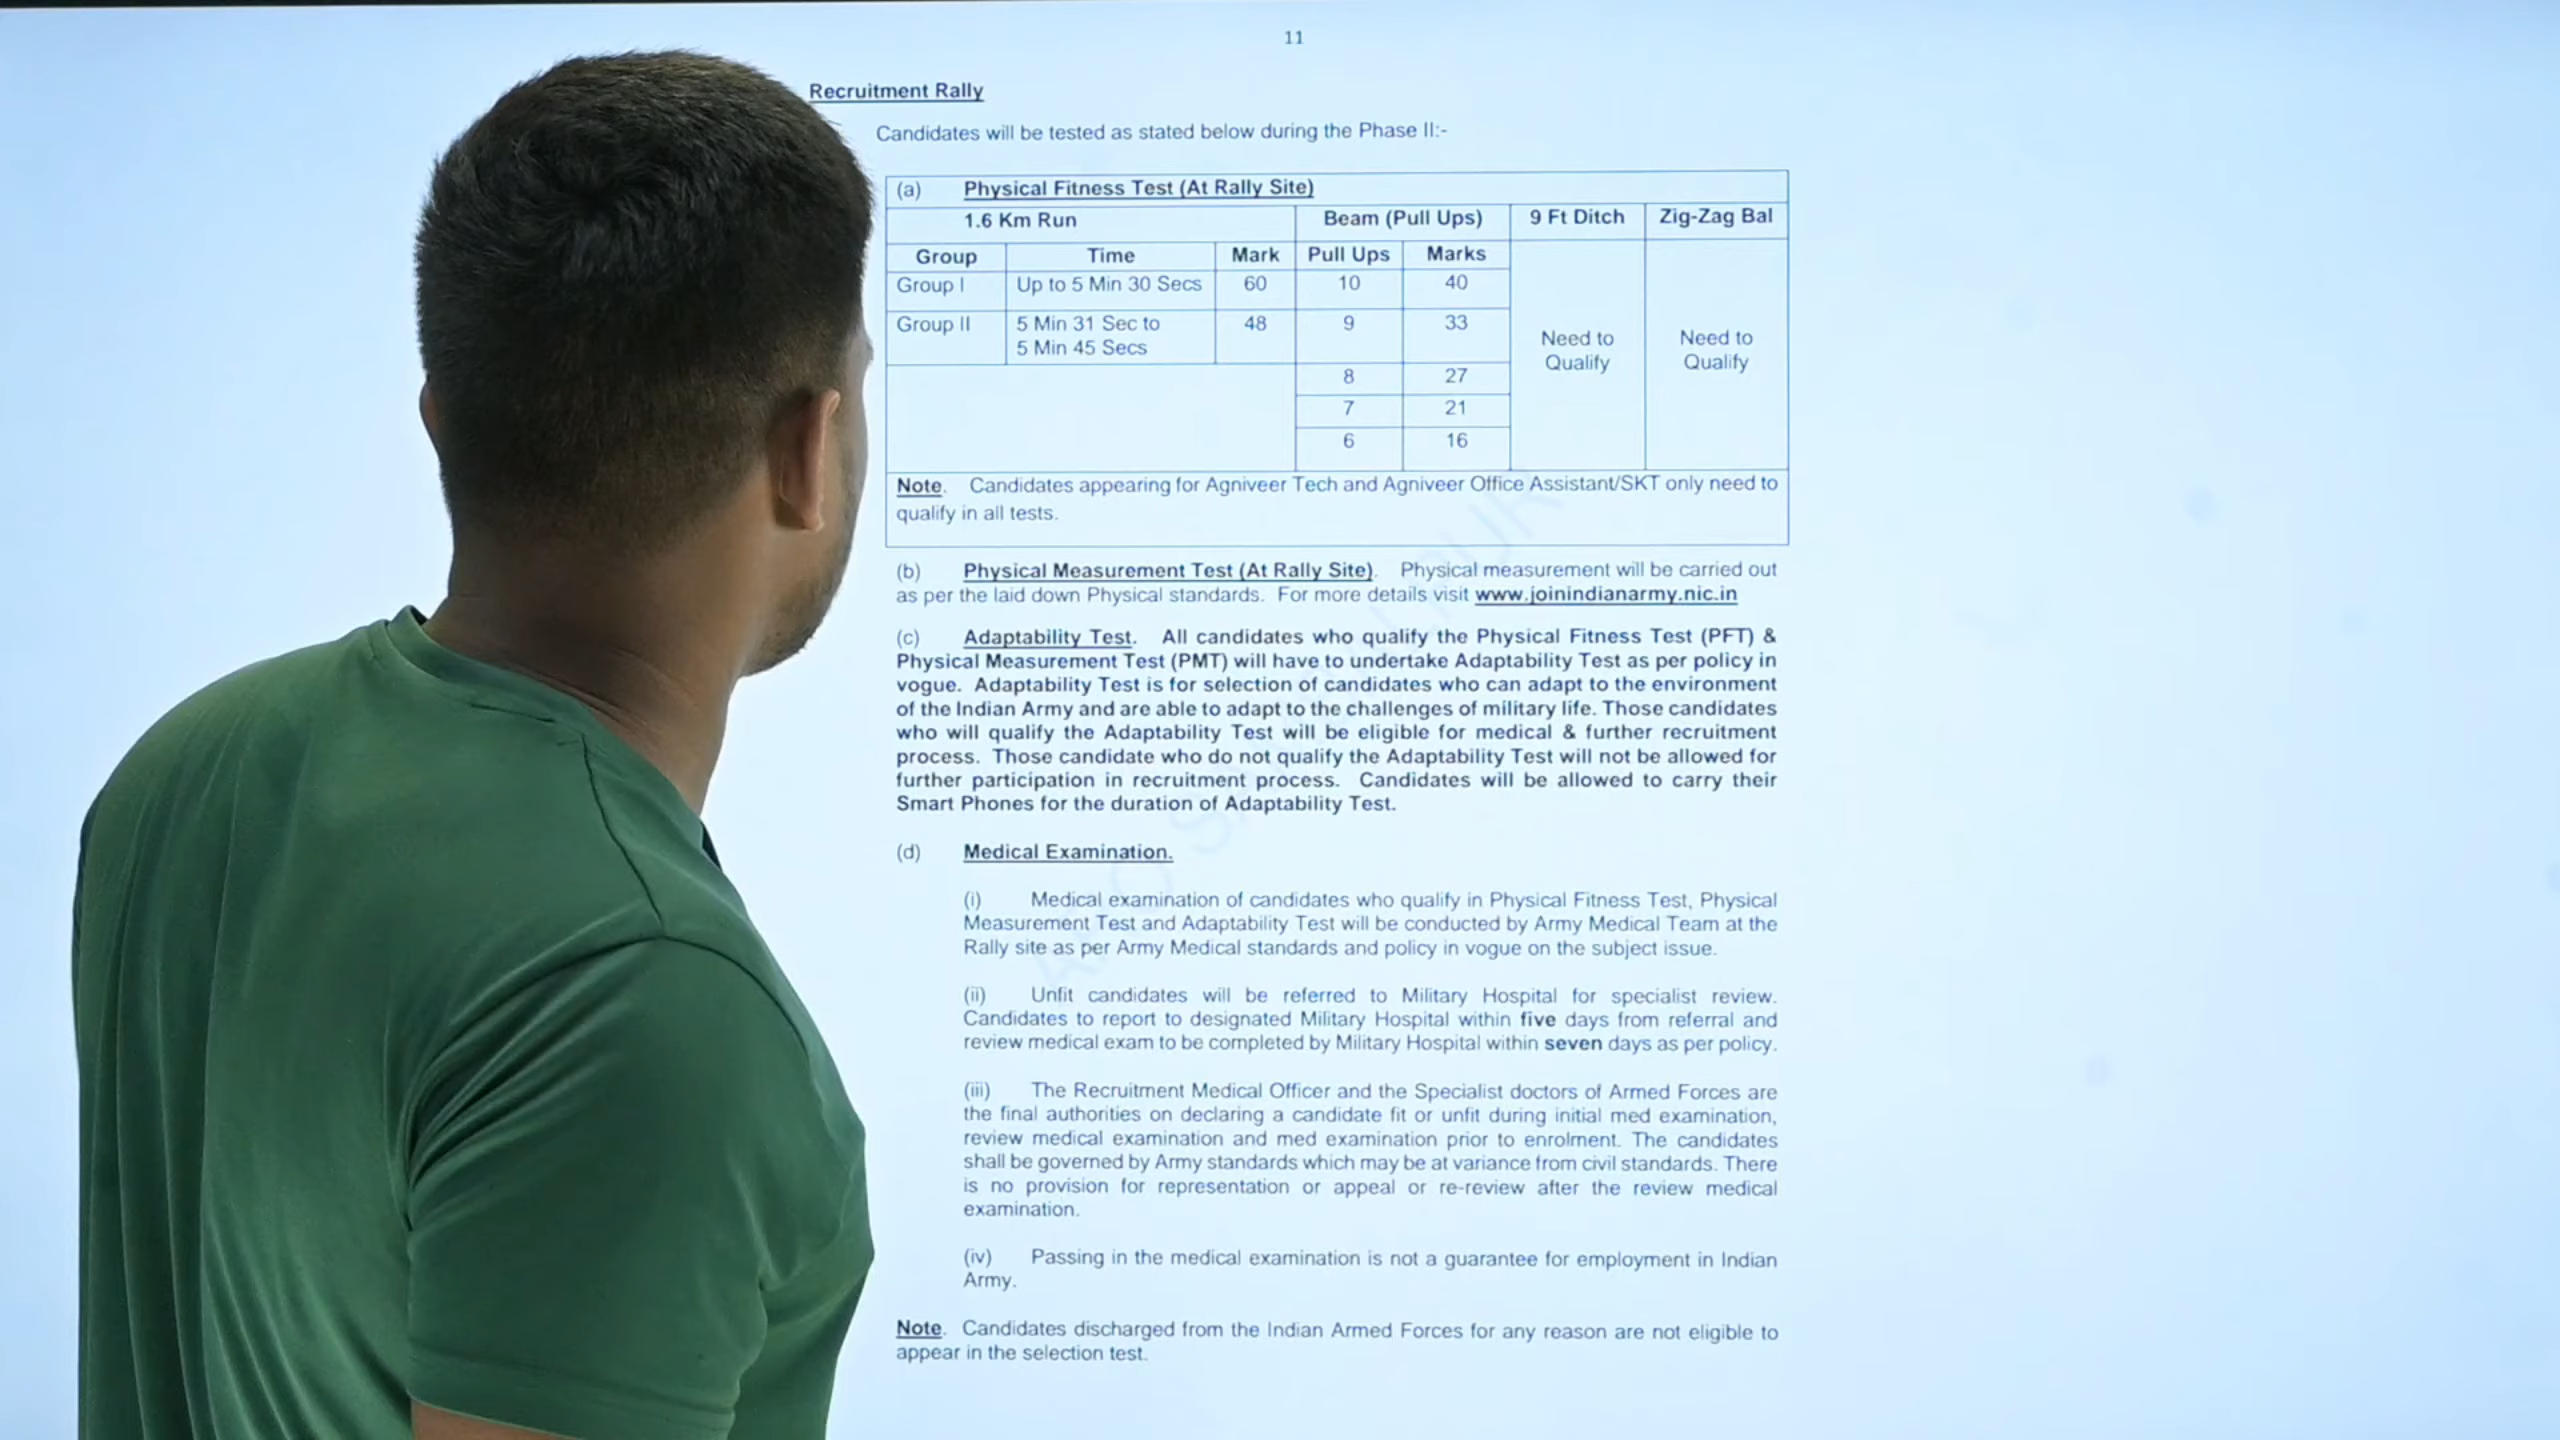 11
Recruitment Rally
Candidates will be tested as stated below during the Phase II:-
(a) Physical Fitness Test (At Rally Site)
1.6 Km Run Beam (Pull Ups) 9 Ft Ditch Zig-Zag Bal
Group Time Mark Pull Ups Marks
Group I Up to 5 Min 30 Secs 60 10 40
Group II 5 Min 31 Sec to 48 9 33
5 Min 45 Secs
Need to Need to
Qualify Qualify
8 27
7 21
6 16
Note. Candidates appearing for Agniveer Tech and Agniveer Office Assistant/SKT only need to
qualify in all tests.
(b) Physical Measurement Test (At Rally Site). Physical measurement will be carried out
as per the laid down Physical standards. For more details visit www.joinindianarmy.nic.in
(c) Adaptability Test. All candidates who qualify the Physical Fitness Test (PFT) &
Physical Measurement Test (PMT) will have to undertake Adaptability Test as per policy in
vogue. Adaptability Test is for selection of candidates who can adapt to the environment
of the Indian Army and are able to adapt to the challenges of military life. Those candidates
who will qualify the Adaptability Test will be eligible for medical & further recruitment
process. Those candidate who do not qualify the Adaptability Test will not be allowed for
further participation in recruitment process. Candidates will be allowed to carry their
Smart Phones for the duration of Adaptability Test.
(d) Medical Examination.
(i) Medical examination of candidates who qualify in Physical Fitness Test, Physical
Measurement Test and Adaptability Test will be conducted by Army Medical Team at the
Rally site as per Army Medical standards and policy in vogue on the subject issue.
(ii) Unfit candidates will be referred to Military Hospital for specialist review.
Candidates to report to designated Military Hospital within five days from referral and
review medical exam to be completed by Military Hospital within seven days as per policy.
(iii) The Recruitment Medical Officer and the Specialist doctors of Armed Forces are
the final authorities on declaring a candidate fit or unfit during initial med examination,
review medical examination and med examination prior to enrolment. The candidates
shall be governed by Army standards which may be at variance from civil standards. There
is no provision for representation or appeal or re-review after the review medical
examination.
(iv) Passing in the medical examination is not a guarantee for employment in Indian
Army.
Note. Candidates discharged from the Indian Armed Forces for any reason are not eligible to
appear in the selection test.